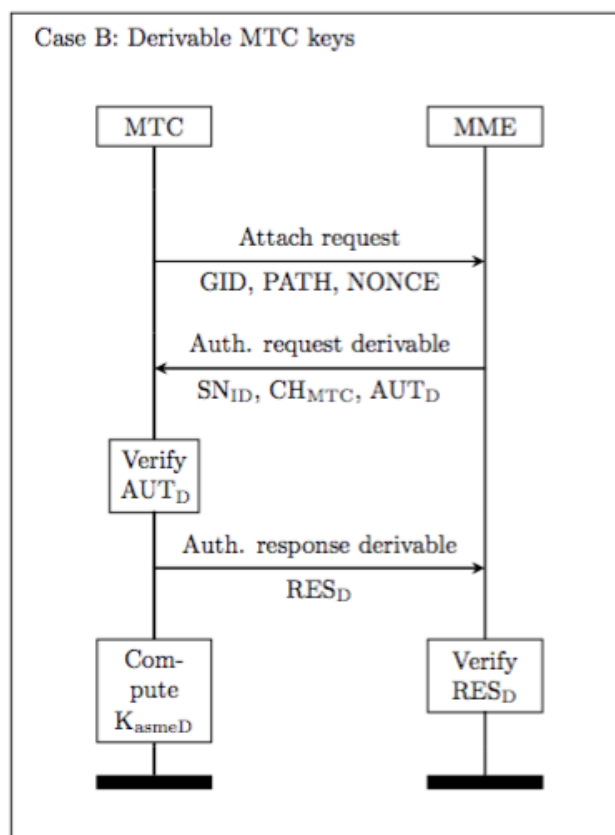 Case B: Derivable MTC keys
MTC MME
Attach request
GID, PATH, NONCE
Auth. request derivable
SN_ID, CH_MTC, AUT_D
Verify
AUT_D
Auth. response derivable
RES_D
Com-
pute
K_asmeD
Verify
RES_D